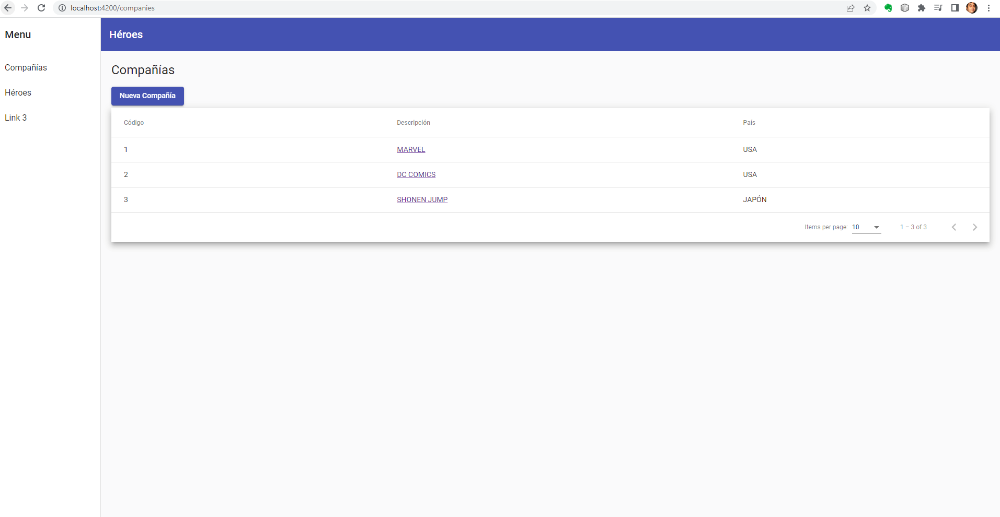 localhost:4200/companies
Menu
Héroes
Compañías
Héroes
Link 3
Compañías
Nueva Compañía
Código Descripción País
1 MARVEL USA
2 DC COMICS USA
3 SHONEN JUMP JAPÓN
Items per page: 10 1 – 3 of 3